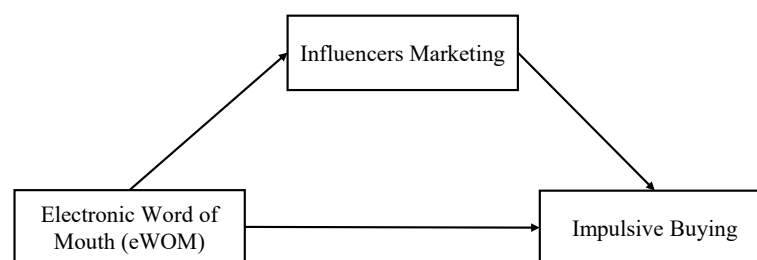 Influencers Marketing
Electronic Word of
Mouth (eWOM)
Impulsive Buying